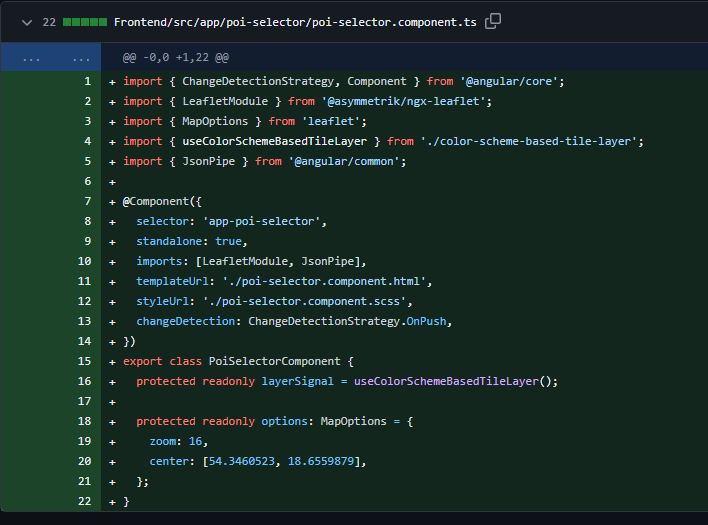 22 Frontend/src/app/poi-selector/poi-selector.component.ts
... ... @@ -0,0 +1,22 @@
1 + import { ChangeDetectionStrategy, Component } from '@angular/core';
2 + import { LeafletModule } from '@asymmetrik/ngx-leaflet';
3 + import { MapOptions } from 'leaflet';
4 + import { useColorSchemeBasedTileLayer } from './color-scheme-based-tile-layer';
5 + import { JsonPipe } from '@angular/common';
6 +
7 + @Component({
8 +   selector: 'app-poi-selector',
9 +   standalone: true,
10 +   imports: [LeafletModule, JsonPipe],
11 +   templateUrl: './poi-selector.component.html',
12 +   styleUrl: './poi-selector.component.scss',
13 +   changeDetection: ChangeDetectionStrategy.OnPush,
14 + })
15 + export class PoiSelectorComponent {
16 +   protected readonly layerSignal = useColorSchemeBasedTileLayer();
17 +
18 +   protected readonly options: MapOptions = {
19 +     zoom: 16,
20 +     center: [54.3460523, 18.6559879],
21 +   };
22 + }